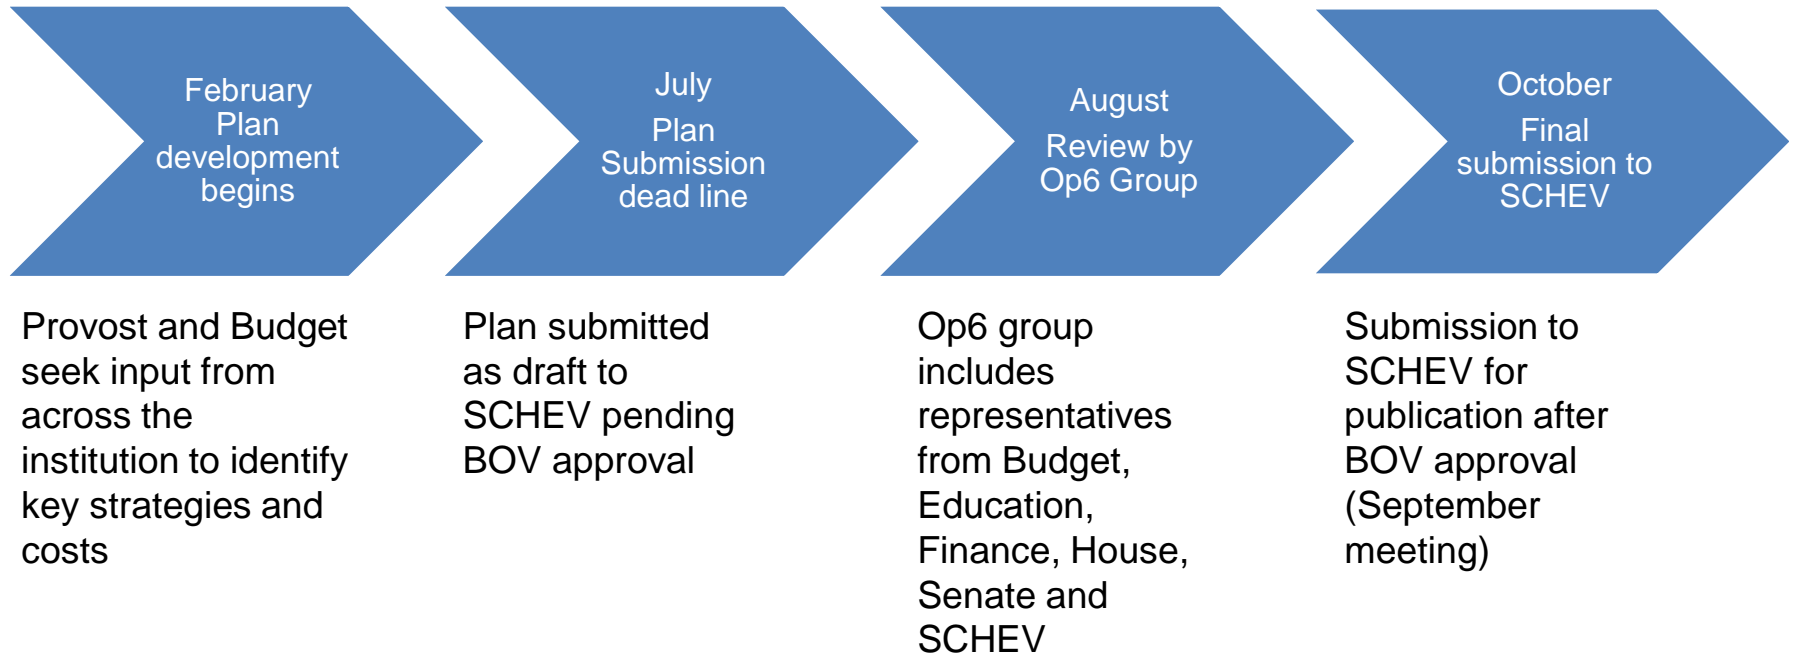 February
Plan
development
begins
July
Plan
Submission
dead line
August
Review by
Op6 Group
October
Final
submission to
SCHEV
Provost and Budget
seek input from
across the
institution to identify
key strategies and
costs
Plan submitted
as draft to
SCHEV pending
BOV approval
Op6 group
includes
representatives
from Budget,
Education,
Finance, House,
Senate and
SCHEV
Submission to
SCHEV for
publication after
BOV approval
(September
meeting)